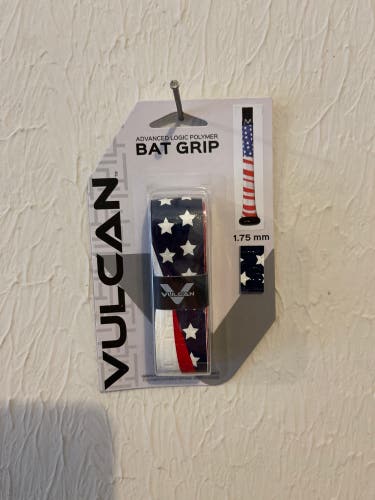 ADVANCED LOGIC POLYMER
BAT GRIP
VULCAN
1.75 mm
VULCAN